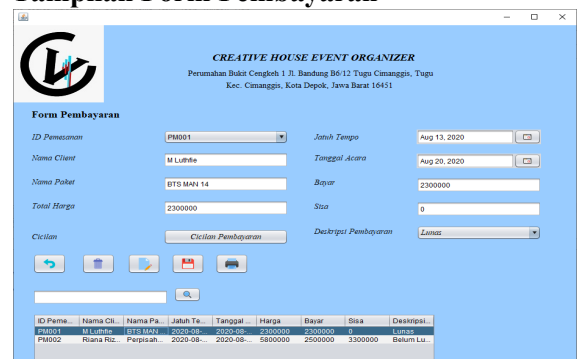 Tampilan Form Pembayaran
CREATIVE HOUSE EVENT ORGANIZER
Perumahan Bukit Cengkeh 1 Jl. Bandung B6/12 Tugu Cimanggis, Tugu
Kec. Cimanggis, Kota Depok, Jawa Barat 16451
Form Pembayaran
ID Pemesanan PM001 Jatuh Tempo Aug 13, 2020
Nama Client M Luthfie Tanggal Acara Aug 20, 2020
Nama Paket BTS MAN 14 Bayar 2300000
Total Harga 2300000 Sisa 0
Cicilan Cicilan Pembayaran Deskripsi Pembayaran Lunas
ID Peme... Nama Cli... Nama Pa... Jatuh Te... Tanggal ... Harga Bayar Sisa Deskripsi...
PM001 M Luthfie BTS MAN ... 2020-08-... 2020-08-... 2300000 2300000 0 Lunas
PM002 Riana Riz... Perpisah... 2020-08-... 2020-08-... 5800000 2500000 3300000 Belum Lu...